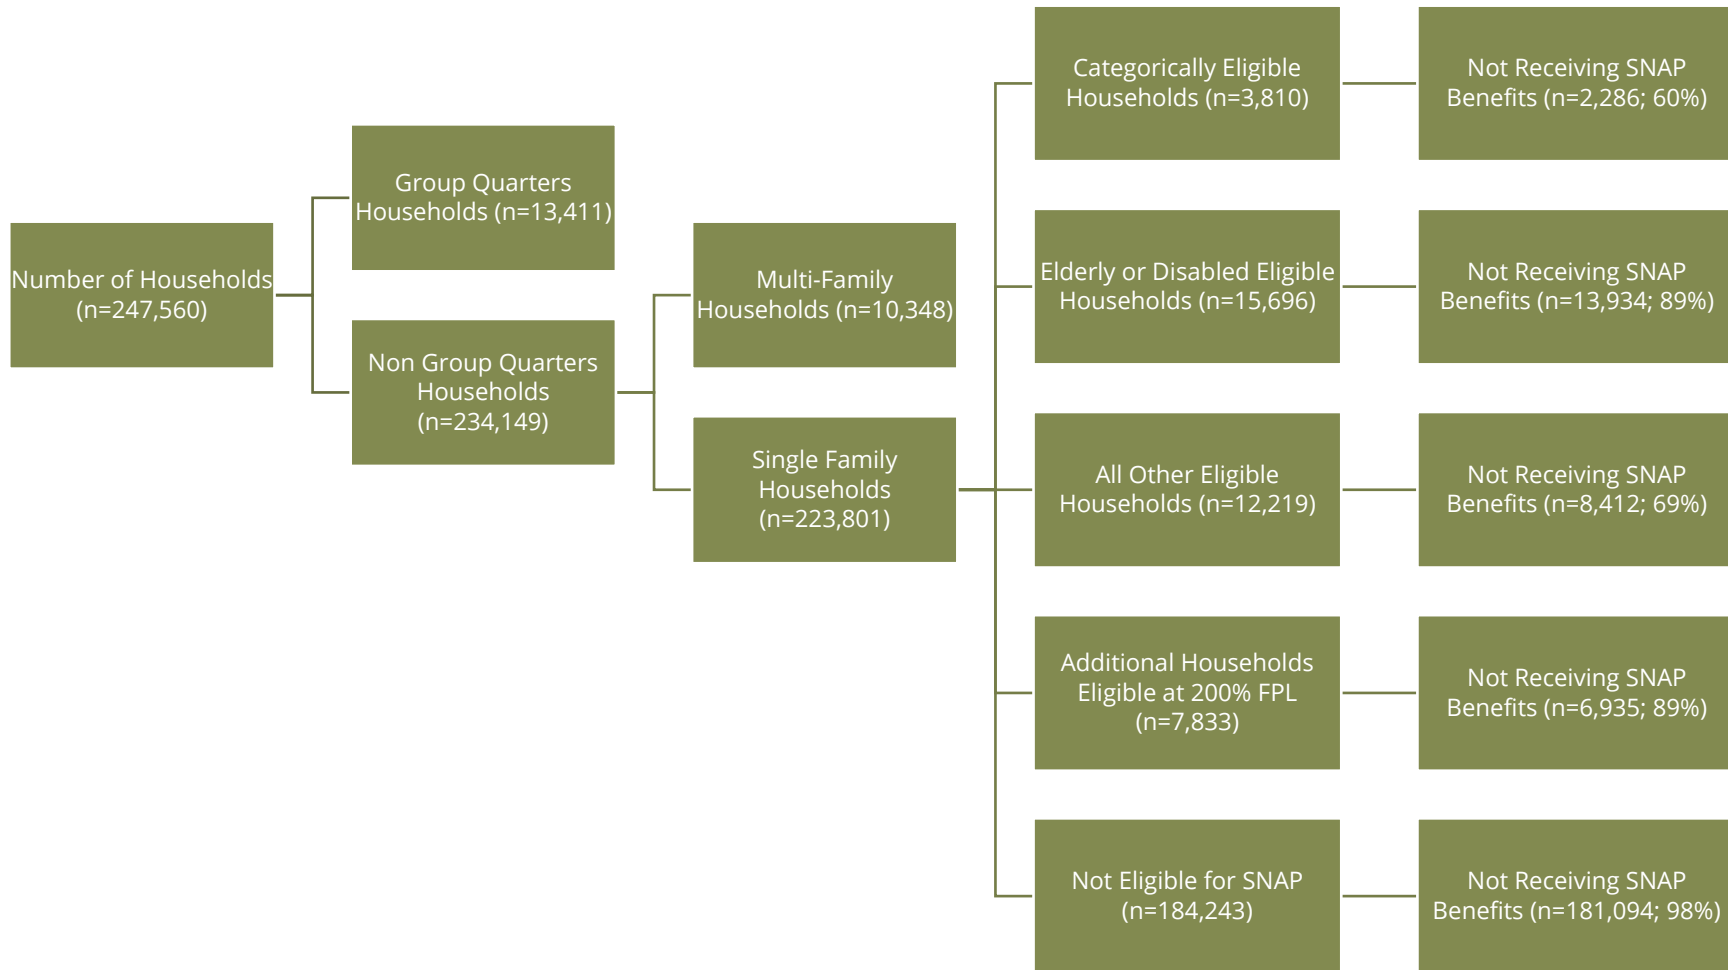 Number of Households
(n=247,560)
Group Quarters
Households (n=13,411)
Non Group Quarters
Households
(n=234,149)
Multi-Family
Households (n=10,348)
Single Family
Households
(n=223,801)
Categorically Eligible
Households (n=3,810)
Not Receiving SNAP
Benefits (n=2,286; 60%)
Elderly or Disabled Eligible
Households (n=15,696)
Not Receiving SNAP
Benefits (n=13,934; 89%)
All Other Eligible
Households (n=12,219)
Not Receiving SNAP
Benefits (n=8,412; 69%)
Additional Households
Eligible at 200% FPL
(n=7,833)
Not Receiving SNAP
Benefits (n=6,935; 89%)
Not Eligible for SNAP
(n=184,243)
Not Receiving SNAP
Benefits (n=181,094; 98%)